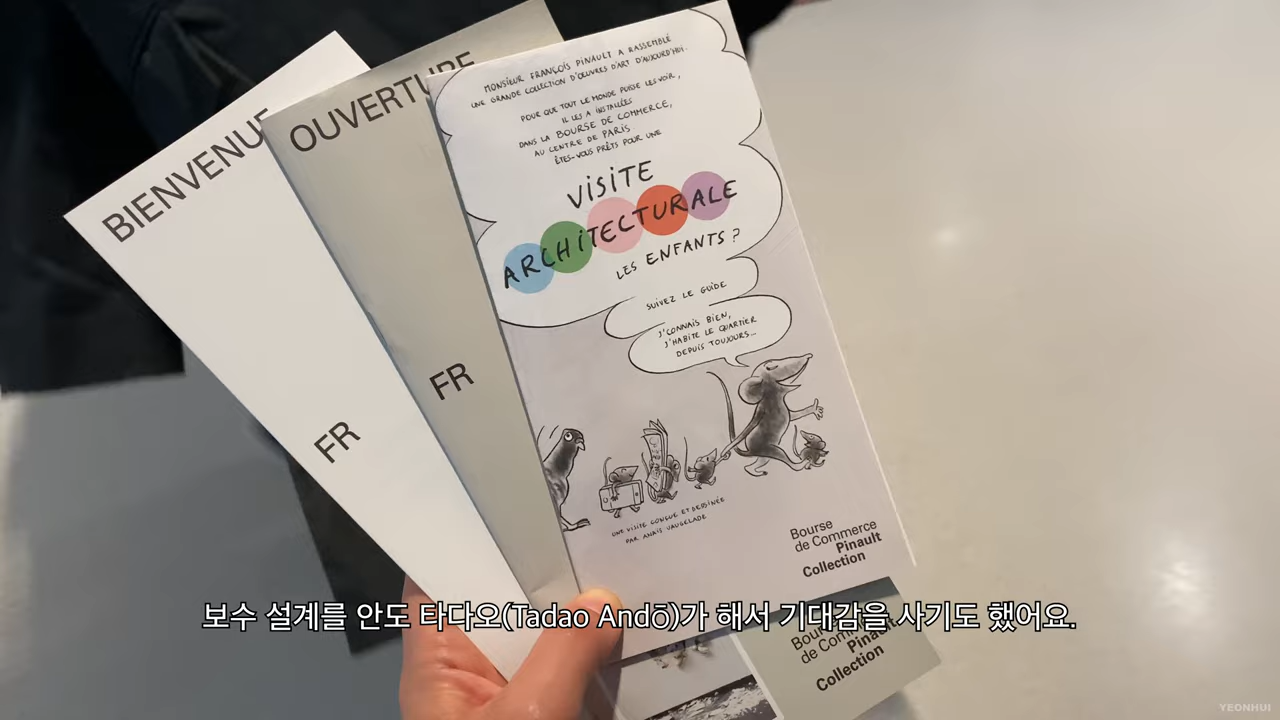 BIENVENUE
FR
OUVERTURE
FR
MONSIEUR FRANÇOIS PINAULT A RASSEMBLÉ
UNE GRANDE COLLECTION D'ŒUVRES D'ART D'AUJOURD'HUI.
POUR QUE TOUT LE MONDE PUISSE LES VOIR,
IL LES A INSTALLÉES
DANS LA BOURSE DE COMMERCE,
AU CENTRE DE PARIS
ÊTES-VOUS PRÊTS POUR UNE
VISITE
ARCHITECTURALE
LES ENFANTS ?
SUIVEZ LE GUIDE
J'CONNAIS BIEN,
J'HABITE LE QUARTIER
DEPUIS TOUJOURS...
UNE VISITE CONÇUE ET DESSINÉE
PAR ANAÏS VAUGELADE
Bourse
de Commerce
Pinault
Collection
보수 설계를 안도 타다오(Tadao Andō)가 해서 기대감을 사기도 했어요.
de Comm
Pinault
Collection
YEONHUI